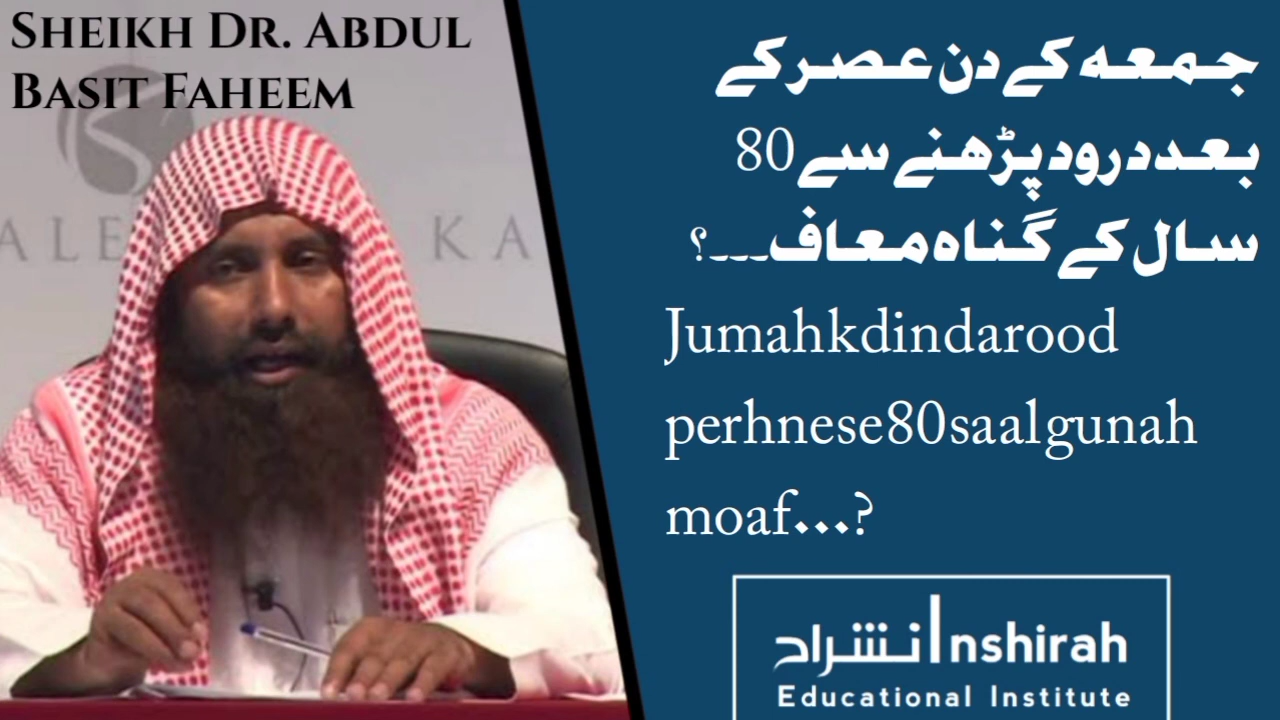 SHEIKH DR. ABDUL
BASIT FAHEEM
جمعہ کے دن عصر کے
بعد درود پڑھنے سے 80
سال کے گناہ معاف۔۔۔؟
Jumahkdindarood
perhnese80saalgunah
moaf...?
انشراح Inshirah
Educational Institute